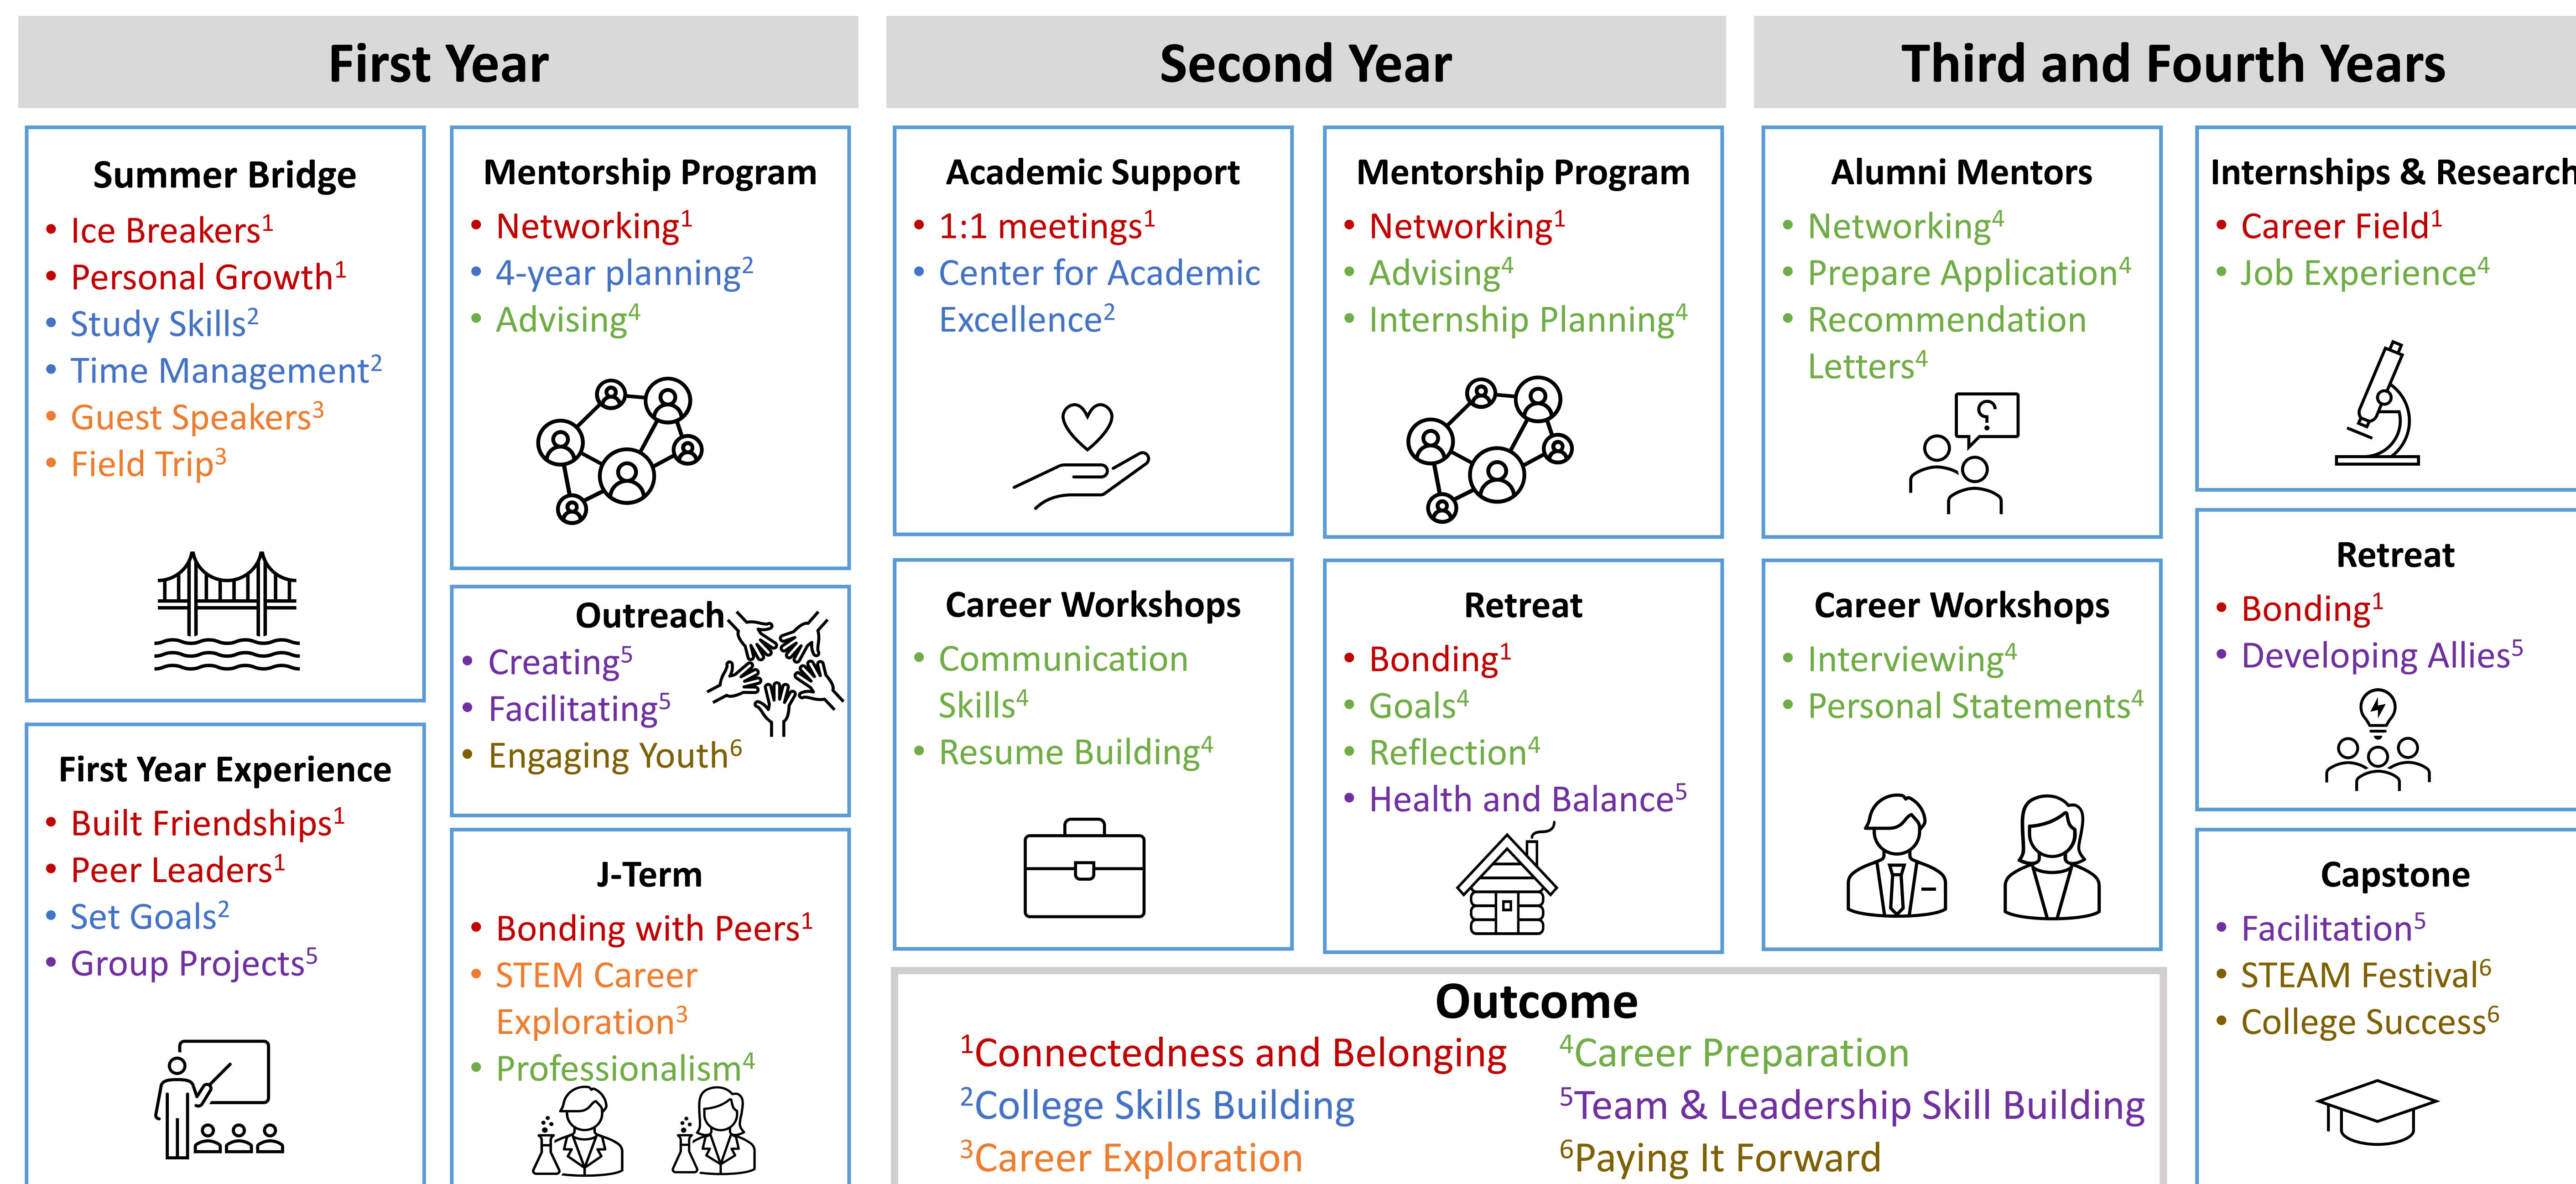 First Year
Summer Bridge
• Ice Breakers¹
• Personal Growth¹
• Study Skills²
• Time Management²
• Guest Speakers³
• Field Trip³
First Year Experience
• Built Friendships¹
• Peer Leaders¹
• Set Goals²
• Group Projects⁵
Mentorship Program
• Networking¹
• 4-year planning²
• Advising⁴
Outreach
• Creating⁵
• Facilitating⁵
• Engaging Youth⁶
J-Term
• Bonding with Peers¹
• STEM Career
Exploration³
• Professionalism⁴
Second Year
Academic Support
• 1:1 meetings¹
• Center for Academic
Excellence²
Mentorship Program
• Networking¹
• Advising⁴
• Internship Planning⁴
Career Workshops
• Communication
Skills⁴
• Resume Building⁴
Retreat
• Bonding¹
• Goals⁴
• Reflection⁴
• Health and Balance⁵
Third and Fourth Years
Alumni Mentors
• Networking⁴
• Prepare Application⁴
• Recommendation
Letters⁴
?
Career Workshops
• Interviewing⁴
• Personal Statements⁴
Internships & Research
• Career Field¹
• Job Experience⁴
Retreat
• Bonding¹
• Developing Allies⁵
Capstone
• Facilitation⁵
• STEAM Festival⁶
• College Success⁶
Outcome
¹Connectedness and Belonging
²College Skills Building
³Career Exploration
⁴Career Preparation
⁵Team & Leadership Skill Building
⁶Paying It Forward